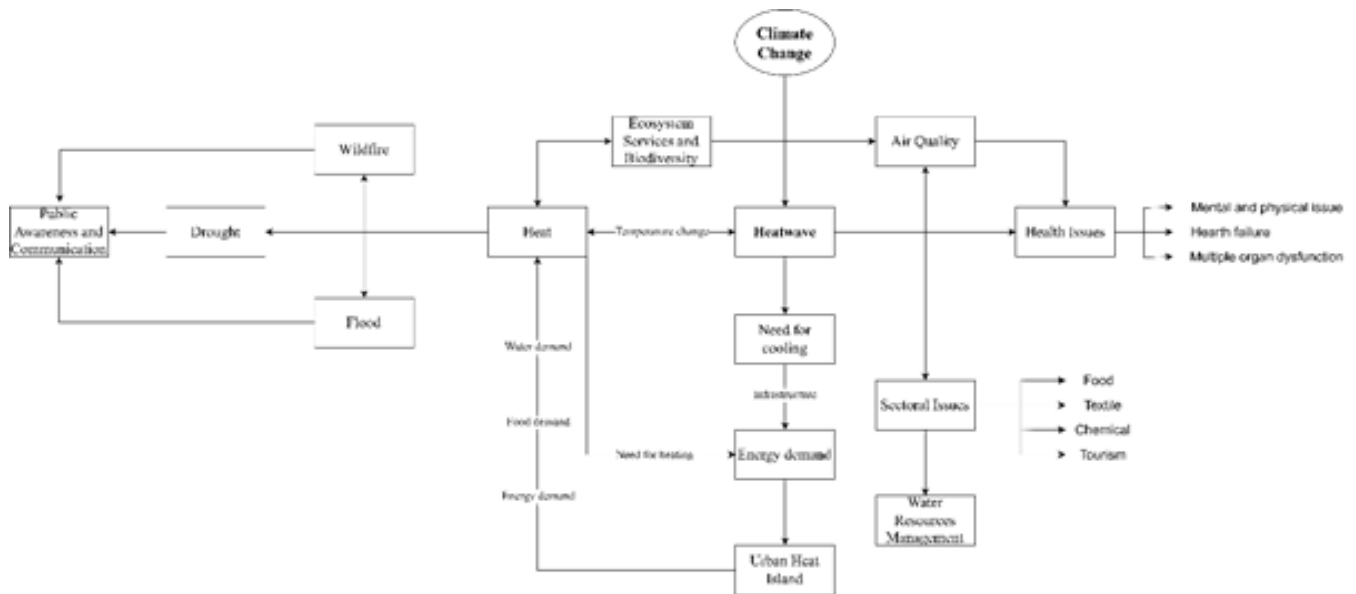 Climate
Change
Ecosystem
Services and
Biodiversity
Air Quality
Wildfire
Public
Awareness and
Communication
Drought
Heat
Temperature change
Heatwave
Health Issues
Mental and physical issue
Hearth failure
Multiple organ dysfunction
Flood
Water demand
Need for
cooling
infrastructure
Food demand
Sectoral Issues
Food
Textile
Chemical
Tourism
Need for heating
Energy demand
Energy demand
Water
Resources
Management
Urban Heat
Island